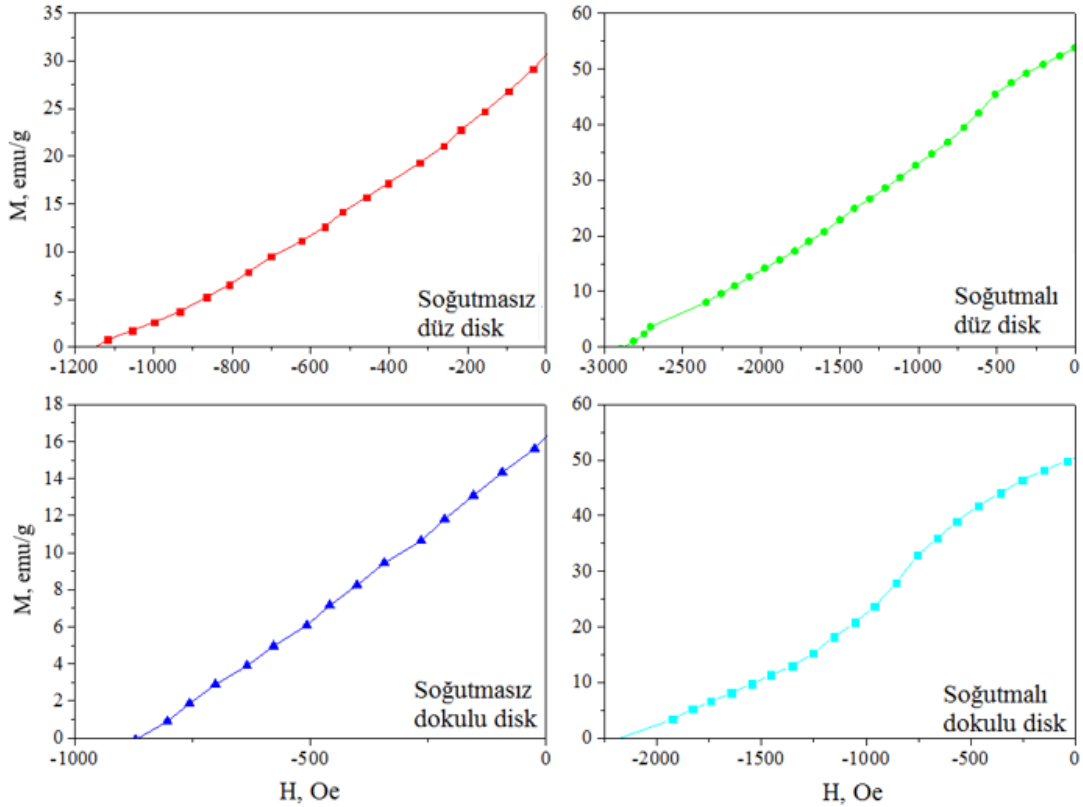 M, emu/g
35
30
25
20
15
10
5
0
Soğutmasız
düz disk
-1200 -1000 -800 -600 -400 -200 0
60
50
40
30
20
10
0
Soğutmalı
düz disk
-3000 -2500 -2000 -1500 -1000 -500 0
M, emu/g
18
16
14
12
10
8
6
4
2
0
Soğutmasız
dokulu disk
-1000 -500 0
H, Oe
60
50
40
30
20
10
0
Soğutmalı
dokulu disk
-2000 -1500 -1000 -500 0
H, Oe